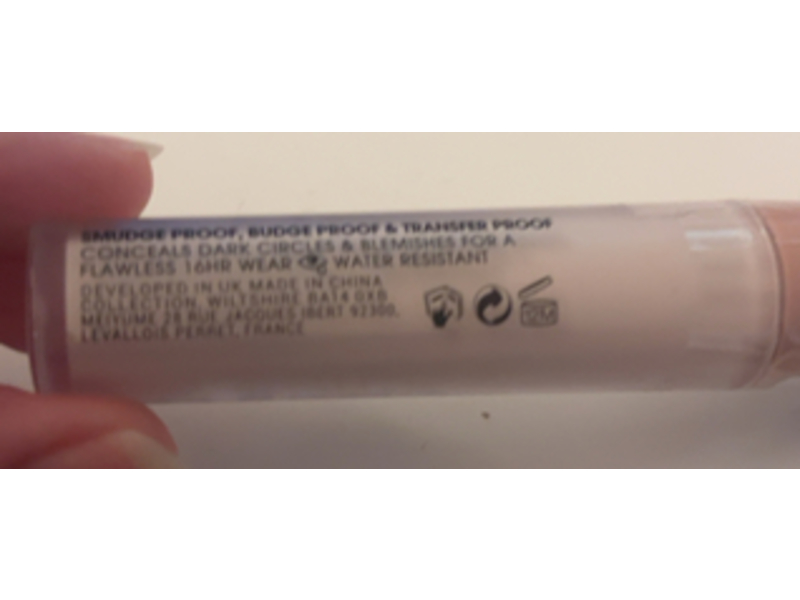 SMUDGE PROOF, BUDGE PROOF & TRANSFER PROOF
CONCEALS DARK CIRCLES & BLEMISHES FOR A
FLAWLESS 16HR WEAR WATER RESISTANT
DEVELOPED IN UK MADE IN CHINA
COLLECTION, WILTSHIRE BA14 0XB
MEIYUME 28 RUE JACQUES IBERT 92300,
LEVALLOIS PERRET, FRANCE
12M